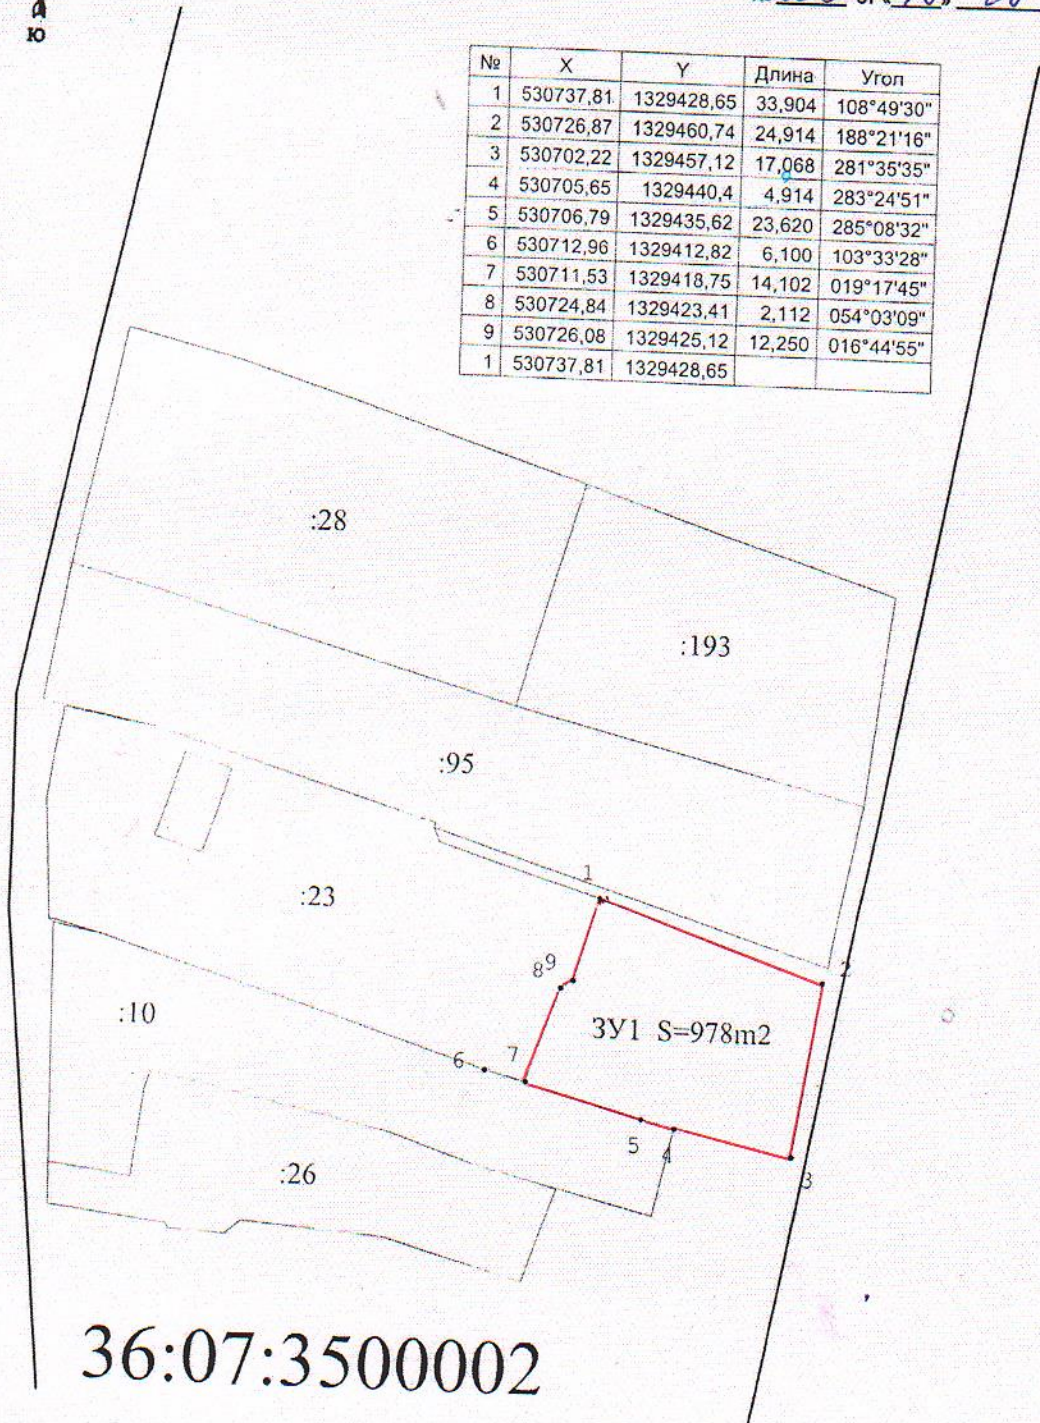 Ю
№ Х Y Длина Угол
1 530737,81 1329428,65 33,904 108°49'30"
2 530726,87 1329460,74 24,914 188°21'16"
3 530702,22 1329457,12 17,068 281°35'35"
4 530705,65 1329440,4 4,914 283°24'51"
5 530706,79 1329435,62 23,620 285°08'32"
6 530712,96 1329412,82 6,100 103°33'28"
7 530711,53 1329418,75 14,102 019°17'45"
8 530724,84 1329423,41 2,112 054°03'09"
9 530726,08 1329425,12 12,250 016°44'55"
1 530737,81 1329428,65
:28
:193
:95
1
:23
2
8 9
:10
ЗУ1 S=978m2
6 7
5 4
:26
3
36:07:3500002